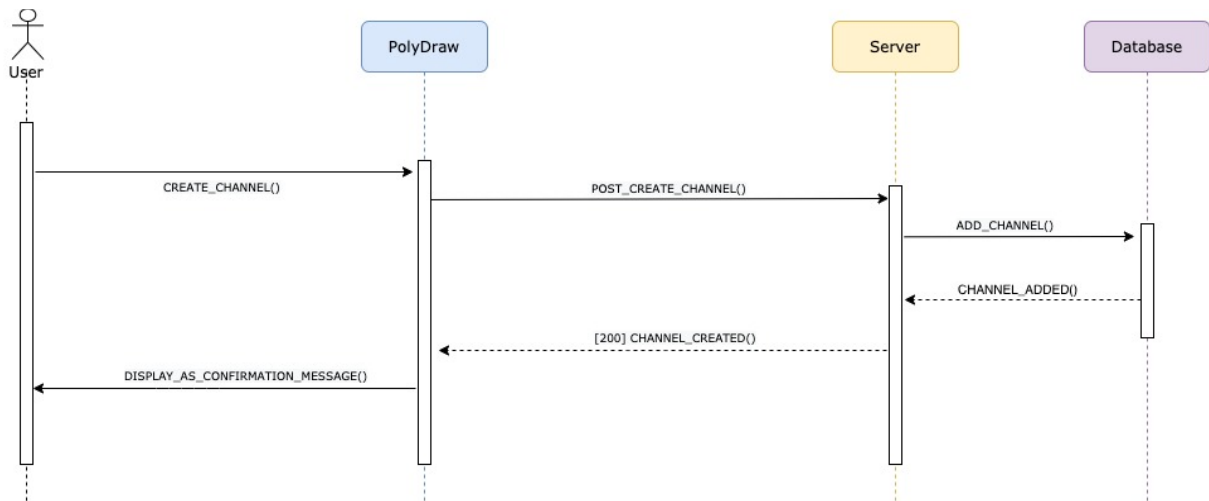 User
PolyDraw
Server
Database
CREATE_CHANNEL()
POST_CREATE_CHANNEL()
ADD_CHANNEL()
CHANNEL_ADDED()
[200] CHANNEL_CREATED()
DISPLAY_AS_CONFIRMATION_MESSAGE()